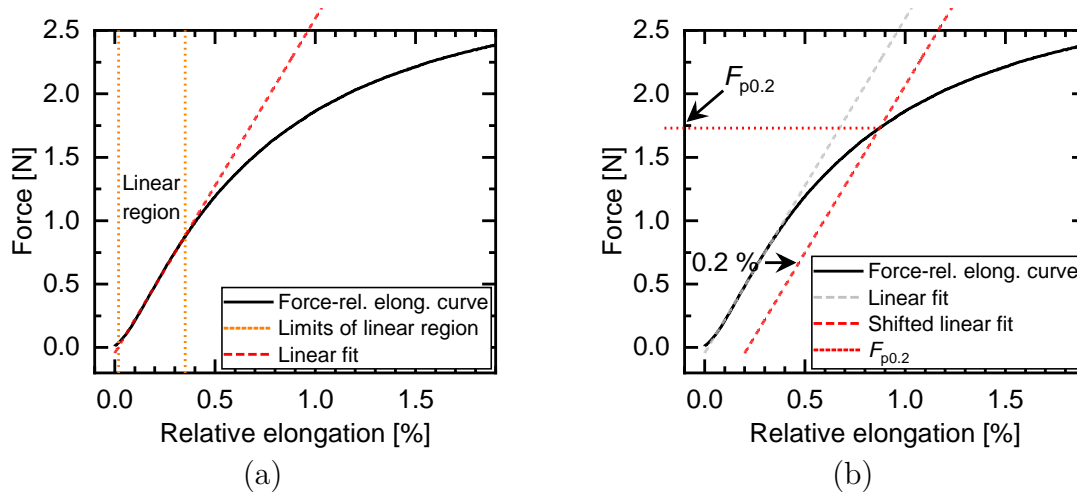 2.5
2.0
1.5
1.0
0.5
0.0
Force [N]
Linear
region
Force-rel. elong. curve
Limits of linear region
Linear fit
0.0 0.5 1.0 1.5
Relative elongation [%]
(a)
2.5
2.0
1.5
1.0
0.5
0.0
Force [N]
Fp0.2
0.2 %
Force-rel. elong. curve
Linear fit
Shifted linear fit
Fp0.2
0.0 0.5 1.0 1.5
Relative elongation [%]
(b)